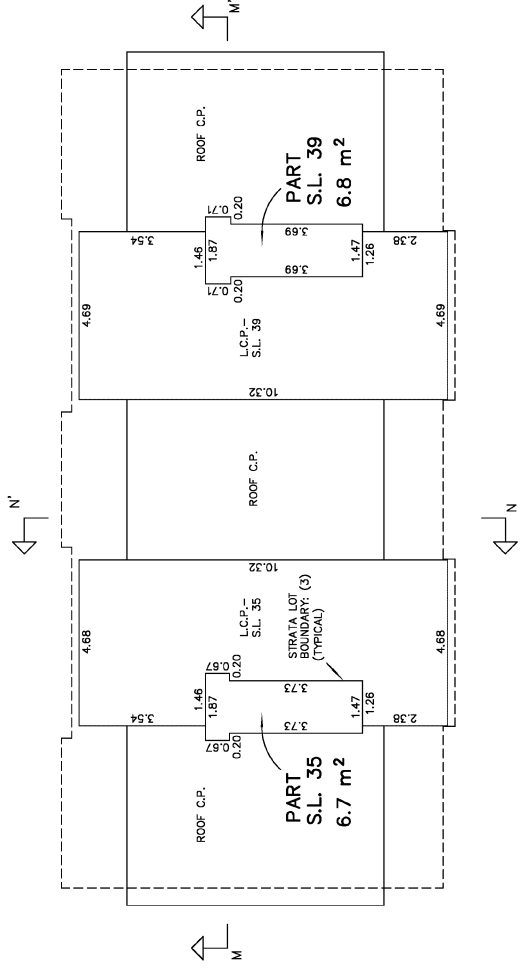 M'
ROOF C.P.
PART
S.L. 39
6.8 m²
3.54
0.71
0.20
1.46
1.87
3.69
3.69
1.47
1.26
2.38
0.71
0.20
4.69
L.C.P.–
S.L. 39
4.69
10.32
N'
ROOF C.P.
N
10.32
4.68
L.C.P.–
S.L. 35
STRATA LOT
BOUNDARY: (3)
(TYPICAL)
4.68
0.67
0.20
1.46
1.87
3.73
3.73
1.47
1.26
3.54
0.67
0.20
2.38
ROOF C.P.
PART
S.L. 35
6.7 m²
M